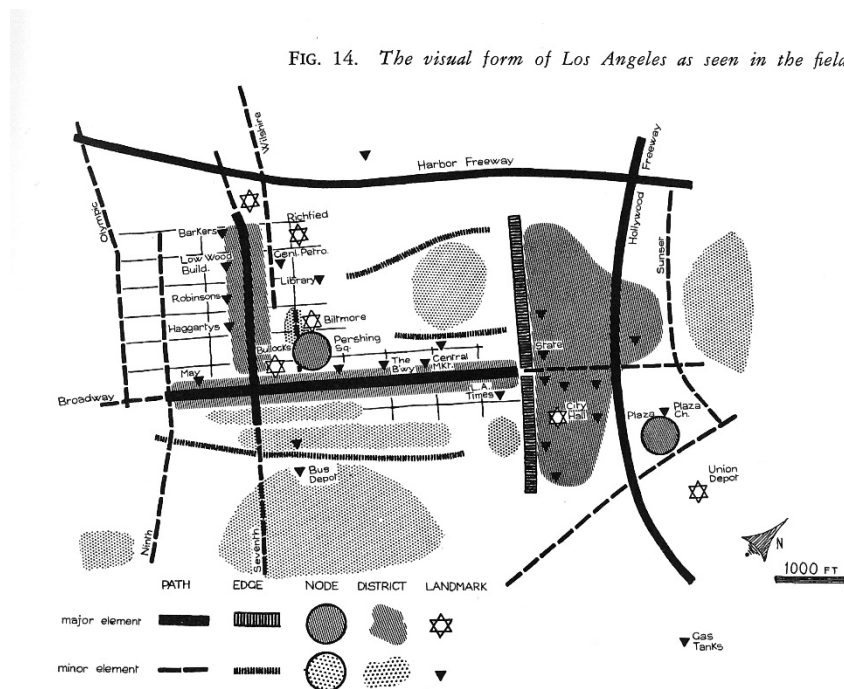 FIG. 14. The visual form of Los Angeles as seen in the field
Wilshire
Harbor Freeway
Freeway
Hollywood
Olympic
Richfied
Barkers
Genl. Petro.
Low Wood
Build.
Library
Sunser
Robinsons
Biltmore
Haggartys
Pershing
Sq.
State
Bullocks
The
B'wy
Central
Mkt.
May
Broadway
L.A.
Times
City
Hall
Plaza
Plaza
Ch.
Bus
Depot
Union
Depot
Ninth
Seventh
N
1000 FT
PATH EDGE NODE DISTRICT LANDMARK
major element
minor element
Gas
Tanks